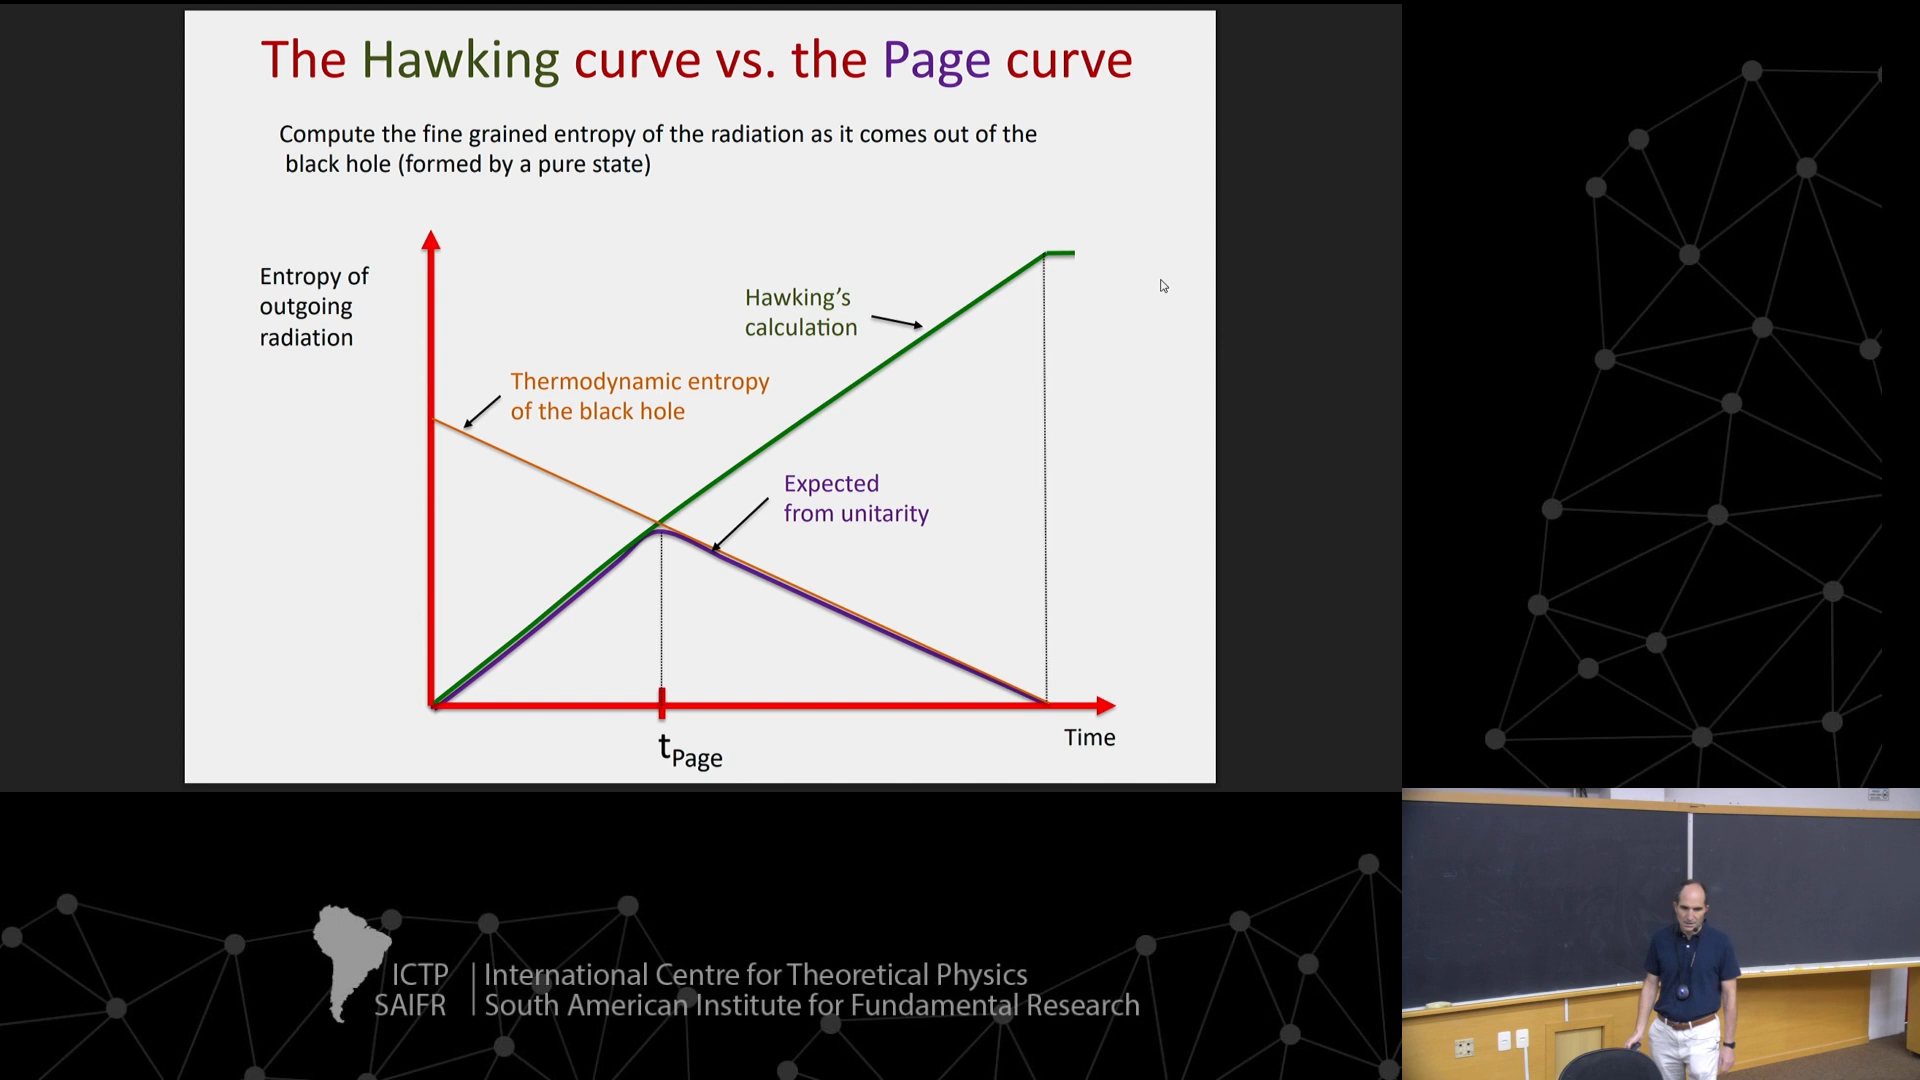 The Hawking curve vs. the Page curve
Compute the fine grained entropy of the radiation as it comes out of the
black hole (formed by a pure state)
Entropy of
outgoing
radiation
Hawking’s
calculation
Thermodynamic entropy
of the black hole
Expected
from unitarity
tPage
Time
ICTP | International Centre for Theoretical Physics
SAIFR | South American Institute for Fundamental Research